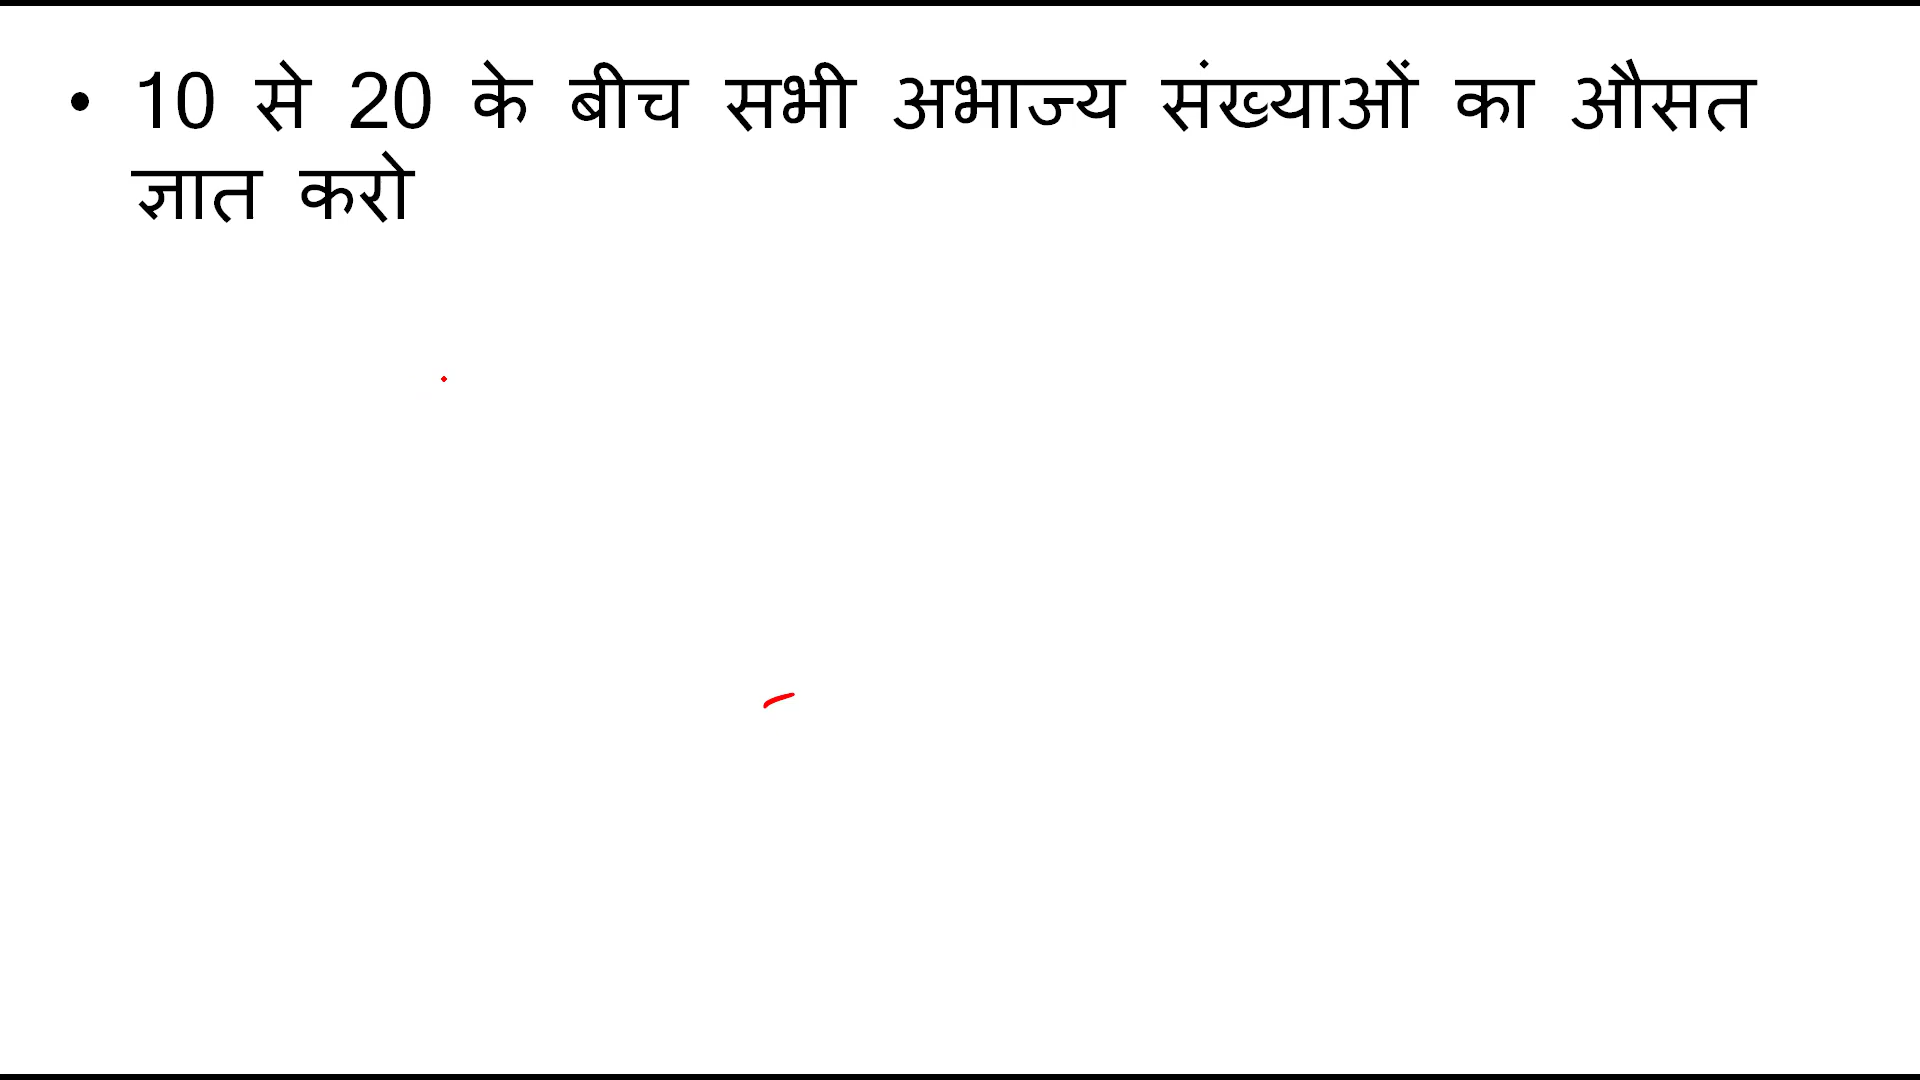 • 10 से 20 के बीच सभी अभाज्य संख्याओं का औसत
ज्ञात करो